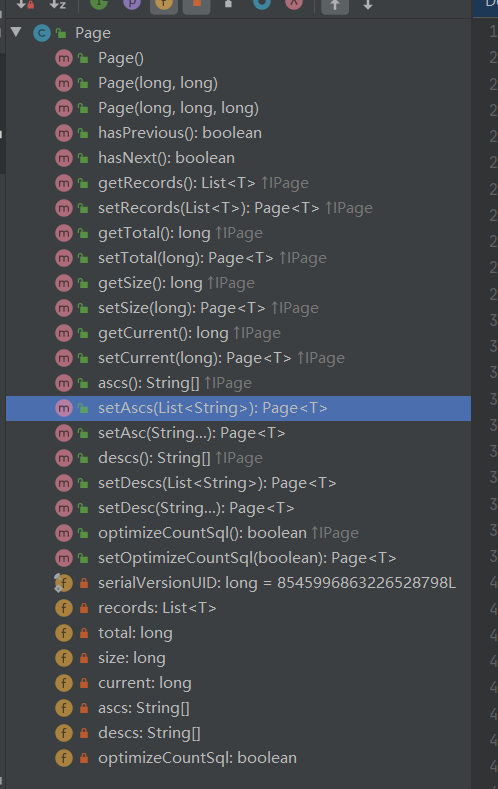 Page
Page()
Page(long, long)
Page(long, long, long)
hasPrevious(): boolean
hasNext(): boolean
getRecords(): List<T> ↑IPage
setRecords(List<T>): Page<T> ↑IPage
getTotal(): long ↑IPage
setTotal(long): Page<T> ↑IPage
getSize(): long ↑IPage
setSize(long): Page<T> ↑IPage
getCurrent(): long ↑IPage
setCurrent(long): Page<T> ↑IPage
ascs(): String[] ↑IPage
setAscs(List<String>): Page<T>
setAsc(String...): Page<T>
descs(): String[] ↑IPage
setDescs(List<String>): Page<T>
setDesc(String...): Page<T>
optimizeCountSql(): boolean ↑IPage
setOptimizeCountSql(boolean): Page<T>
serialVersionUID: long = 8545996863226528798L
records: List<T>
total: long
size: long
current: long
ascs: String[]
descs: String[]
optimizeCountSql: boolean